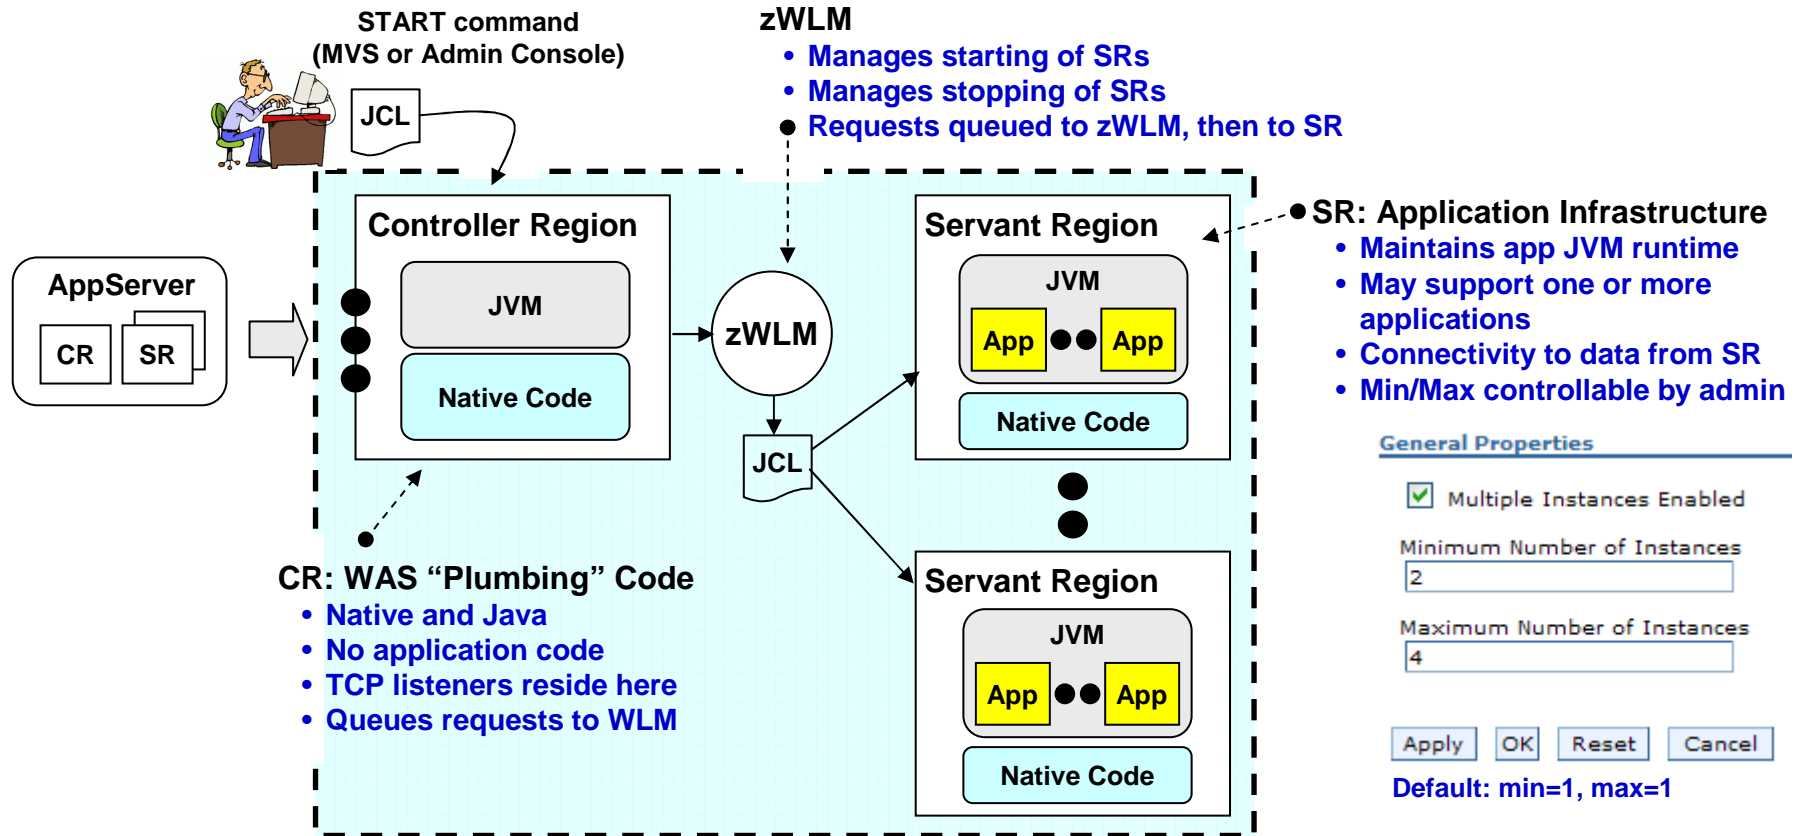 START command
(MVS or Admin Console)
JCL
zWLM
• Manages starting of SRs
• Manages stopping of SRs
Requests queued to zWLM, then to SR
AppServer
CR
SR
Controller Region
JVM
Native Code
zWLM
JCL
Servant Region
JVM
App
App
Native Code
Servant Region
JVM
App
App
Native Code
CR: WAS “Plumbing” Code
• Native and Java
• No application code
• TCP listeners reside here
• Queues requests to WLM
SR: Application Infrastructure
• Maintains app JVM runtime
• May support one or more
applications
• Connectivity to data from SR
• Min/Max controllable by admin
General Properties
Multiple Instances Enabled
Minimum Number of Instances
2
Maximum Number of Instances
4
Apply
OK
Reset
Cancel
Default: min=1, max=1